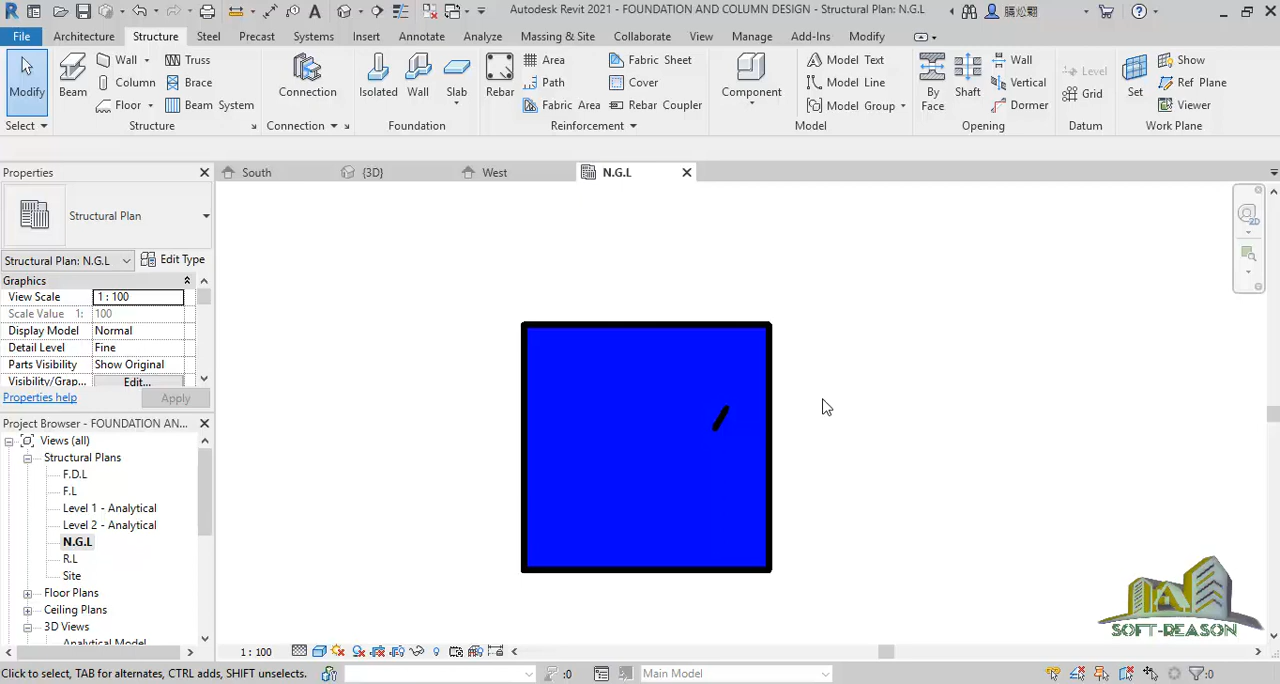 Autodesk Revit 2021 - FOUNDATION AND COLUMN DESIGN - Structural Plan: N.G.L
File Architecture Structure Steel Precast Systems Insert Annotate Analyze Massing & Site Collaborate View Manage Add-Ins Modify
Modify
Beam
Wall
Column
Floor
Truss
Brace
Beam System
Connection
Isolated
Wall
Slab
Rebar
Area
Path
Fabric Area
Fabric Sheet
Cover
Rebar Coupler
Component
Model Text
Model Line
Model Group
By Face
Shaft
Wall
Vertical
Dormer
Level
Grid
Set
Show
Ref Plane
Viewer
Select Structure Connection Foundation Reinforcement Model Opening Datum Work Plane
South {3D} West N.G.L
2D
Properties
Structural Plan
Structural Plan: N.G.L Edit Type
Graphics
View Scale 1 : 100
Scale Value 1: 100
Display Model Normal
Detail Level Fine
Parts Visibility Show Original
Visibility/Grap... Edit...
Properties help Apply
Project Browser - FOUNDATION AN...
Views (all)
Structural Plans
F.D.L
F.L
Level 1 - Analytical
Level 2 - Analytical
N.G.L
R.L
Site
Floor Plans
Ceiling Plans
3D Views
Analytical Model
SOFT-REASON
1 : 100
Click to select, TAB for alternates, CTRL adds, SHIFT unselects. :0 Main Model :0